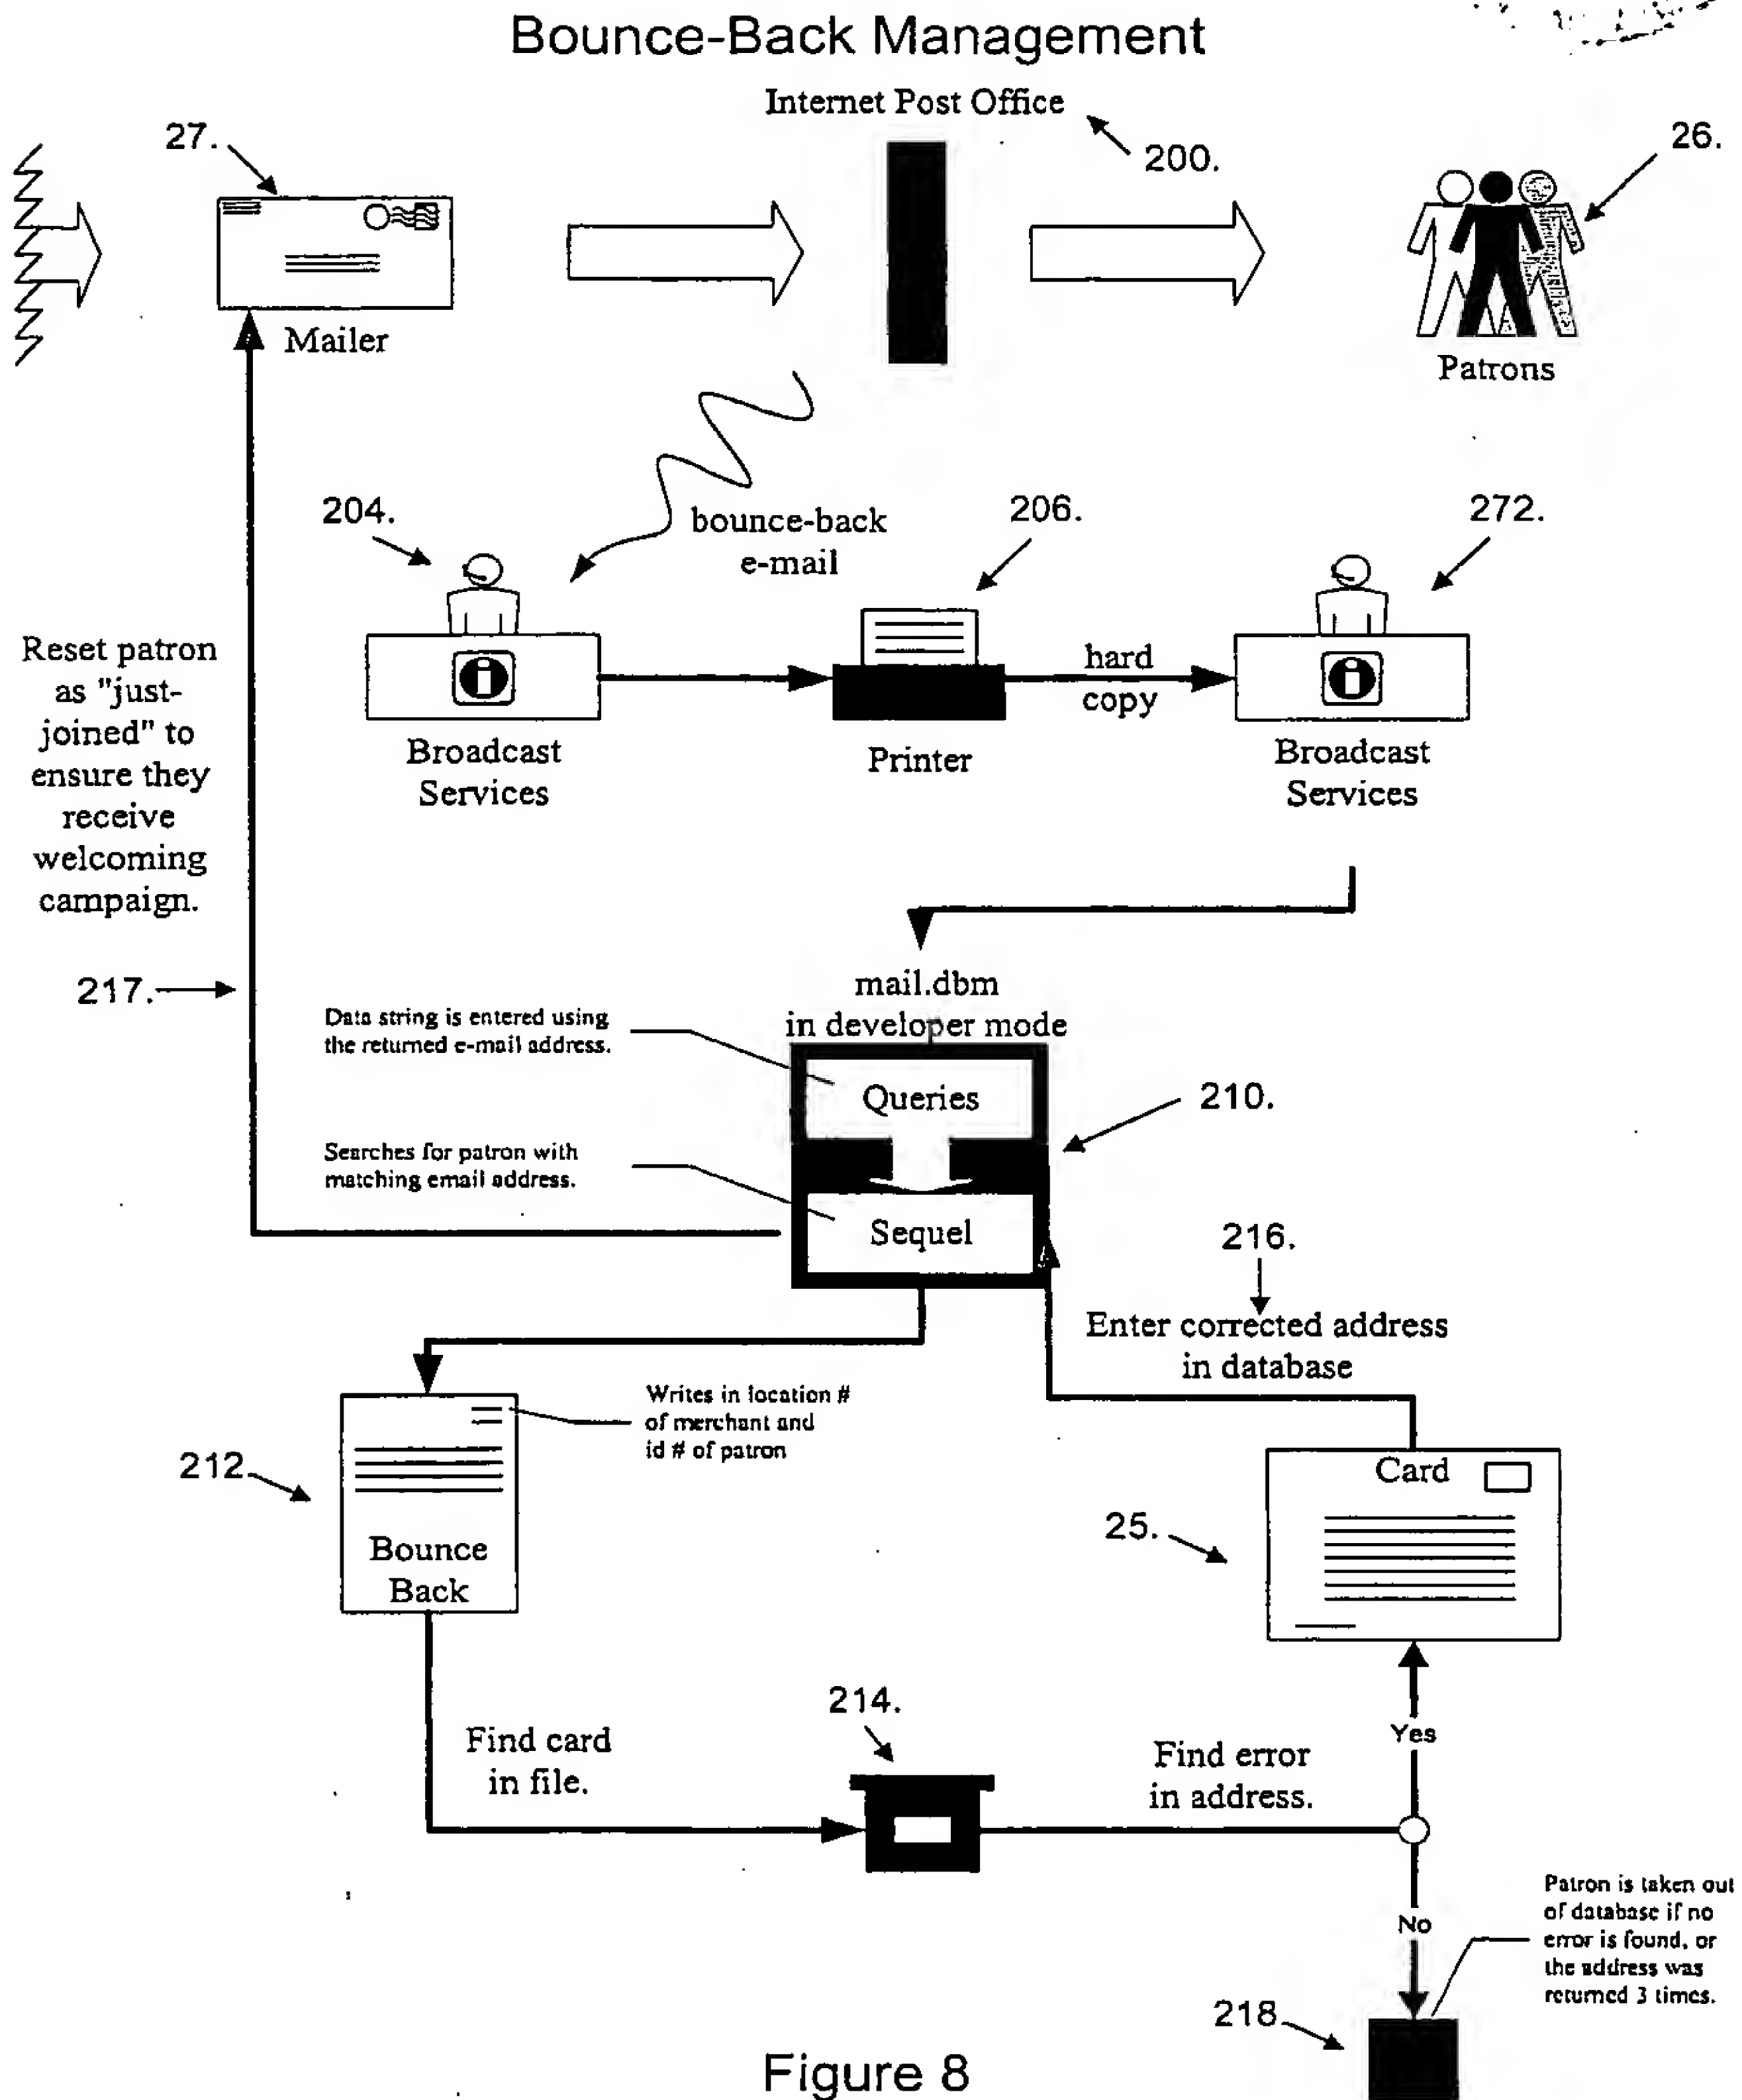 Bounce-Back Management
Internet Post Office
27.
200.
26.
Mailer
Patrons
204.
bounce-back
e-mail
206.
272.
Reset patron
as "just-
joined" to
ensure they
receive
welcoming
campaign.
hard
copy
Broadcast
Services
Printer
Broadcast
Services
217.
mail.dbm
in developer mode
Data string is entered using
the returned e-mail address.
Queries
210.
Searches for patron with
matching email address.
Sequel
216.
Enter corrected address
in database
Writes in location #
of merchant and
id # of patron
212.
Bounce
Back
Card
25.
214.
Find card
in file.
Find error
in address.
Yes
No
Patron is taken out
of database if no
error is found, or
the address was
returned 3 times.
218.
Figure 8